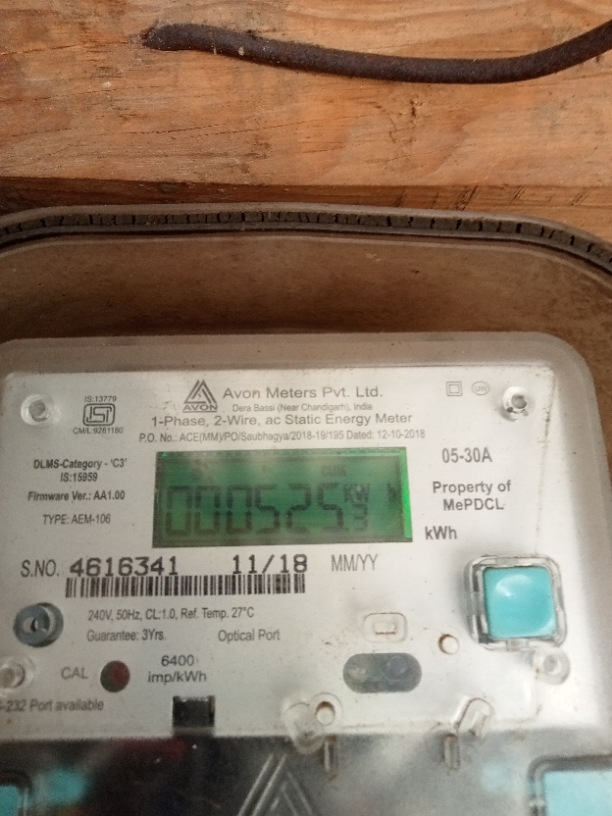 IS:13779
ISI
CM/L 9261180
AVON
Avon Meters Pvt. Ltd.
Dera Bassi (Near Chandigarh), India
1-Phase, 2-Wire, ac Static Energy Meter
P.O. No.: ACE(MM)/PO/Saubhagya/2018-19/195 Dated: 12-10-2018
DLMS-Category - 'C3'
IS:15959
Firmware Ver.: AA1.00
TYPE: AEM-106
000525.3
kWh
05-30A
Property of
MePDCL
S.NO. 4616341 11/18 MM/YY
240V, 50Hz, CL:1.0, Ref. Temp. 27°C
Guarantee: 3Yrs. Optical Port
CAL
6400
imp/kWh
-232 Port available